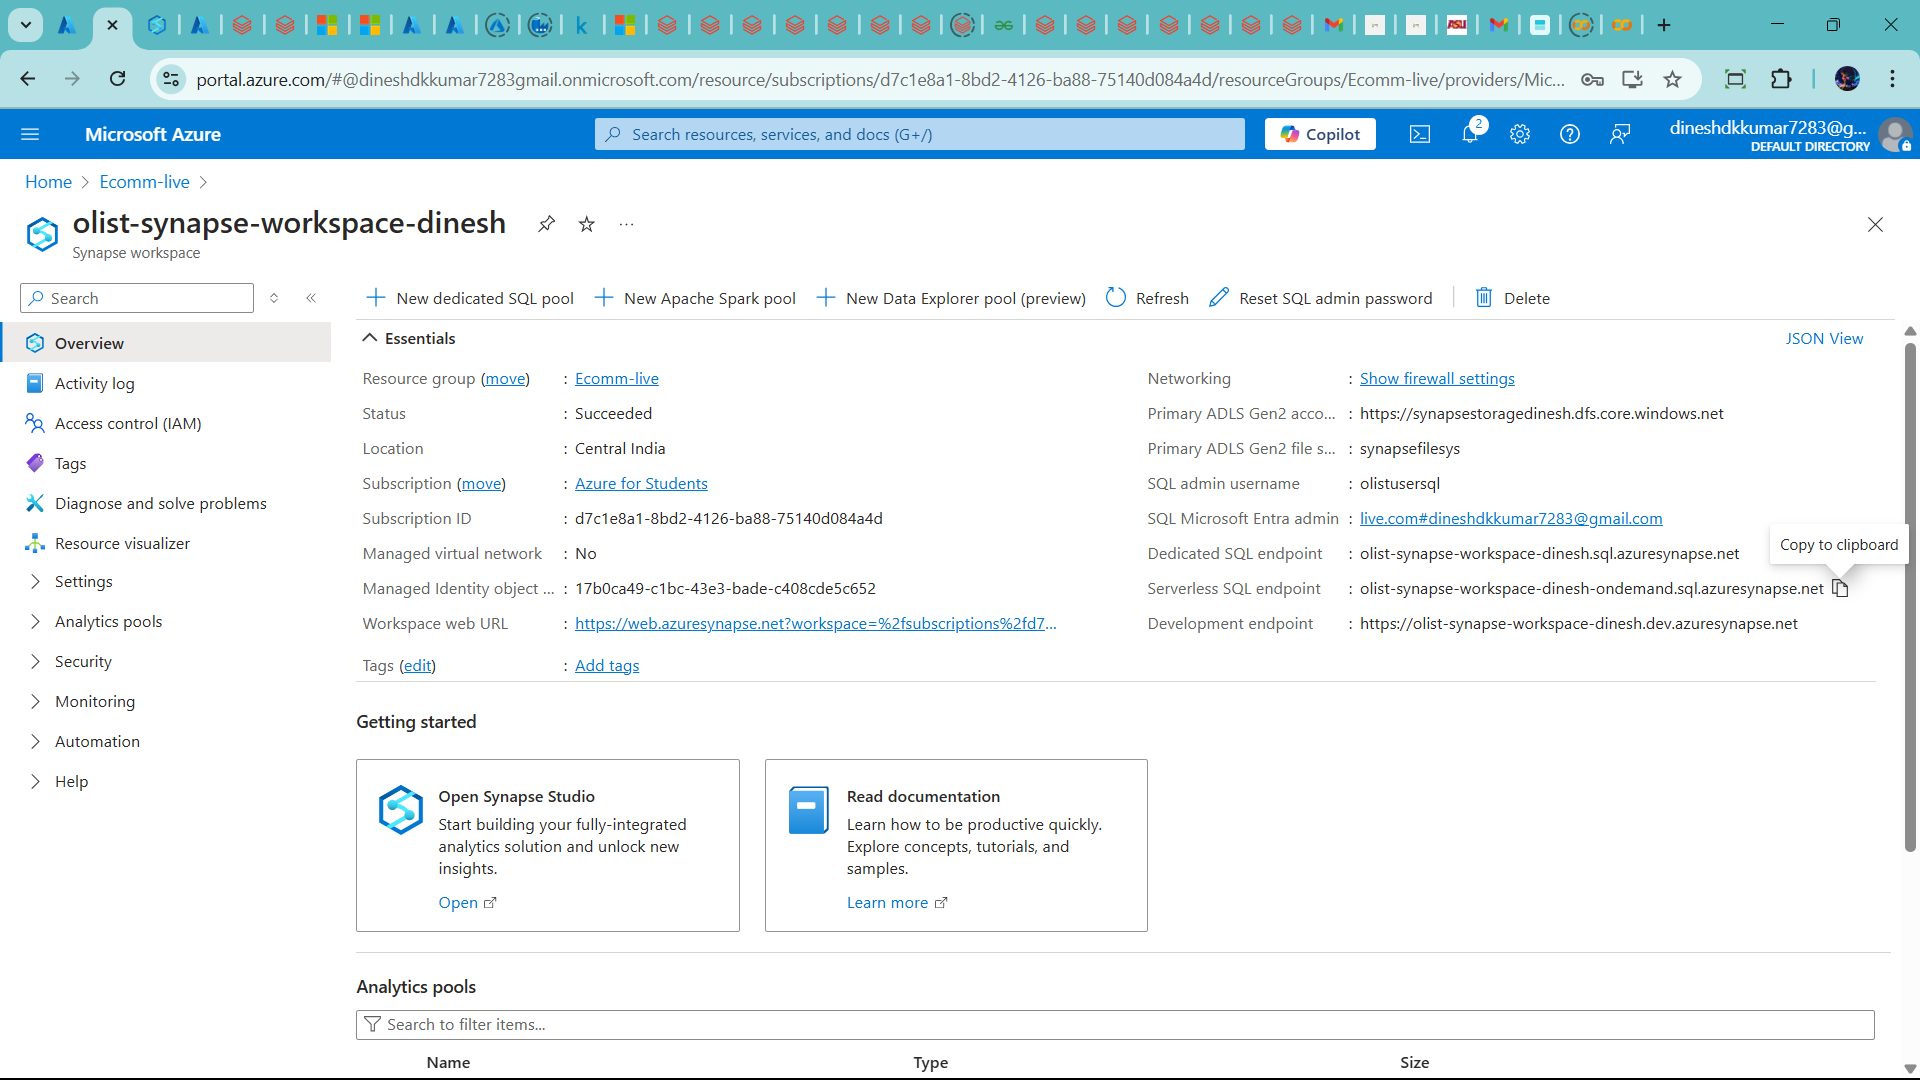 portal.azure.com/#@dineshdkkumar7283gmail.onmicrosoft.com/resource/subscriptions/d7c1e8a1-8bd2-4126-ba88-75140d084a4d/resourceGroups/Ecomm-live/providers/Mic...
Microsoft Azure
Search resources, services, and docs (G+/)
Copilot
2
dineshdkkumar7283@g...
DEFAULT DIRECTORY
Home > Ecomm-live >
olist-synapse-workspace-dinesh
...
Synapse workspace
Search
New dedicated SQL pool
New Apache Spark pool
New Data Explorer pool (preview)
Refresh
Reset SQL admin password
Delete
Overview
Activity log
Access control (IAM)
Tags
Diagnose and solve problems
Resource visualizer
Settings
Analytics pools
Security
Monitoring
Automation
Help
Essentials
JSON View
Resource group (move) : Ecomm-live
Status : Succeeded
Location : Central India
Subscription (move) : Azure for Students
Subscription ID : d7c1e8a1-8bd2-4126-ba88-75140d084a4d
Managed virtual network : No
Managed Identity object ... : 17b0ca49-c1bc-43e3-bade-c408cde5c652
Workspace web URL : https://web.azuresynapse.net?workspace=%2fsubscriptions%2fd7...
Tags (edit) : Add tags
Networking : Show firewall settings
Primary ADLS Gen2 acco... : https://synapsestoragedinesh.dfs.core.windows.net
Primary ADLS Gen2 file s... : synapsefilesys
SQL admin username : olistusersql
SQL Microsoft Entra admin : live.com#dineshdkkumar7283@gmail.com
Dedicated SQL endpoint : olist-synapse-workspace-dinesh.sql.azuresynapse.net
Copy to clipboard
Serverless SQL endpoint : olist-synapse-workspace-dinesh-ondemand.sql.azuresynapse.net
Development endpoint : https://olist-synapse-workspace-dinesh.dev.azuresynapse.net
Getting started
Open Synapse Studio
Start building your fully-integrated
analytics solution and unlock new
insights.
Open
Read documentation
Learn how to be productive quickly.
Explore concepts, tutorials, and
samples.
Learn more
Analytics pools
Search to filter items...
Name Type Size